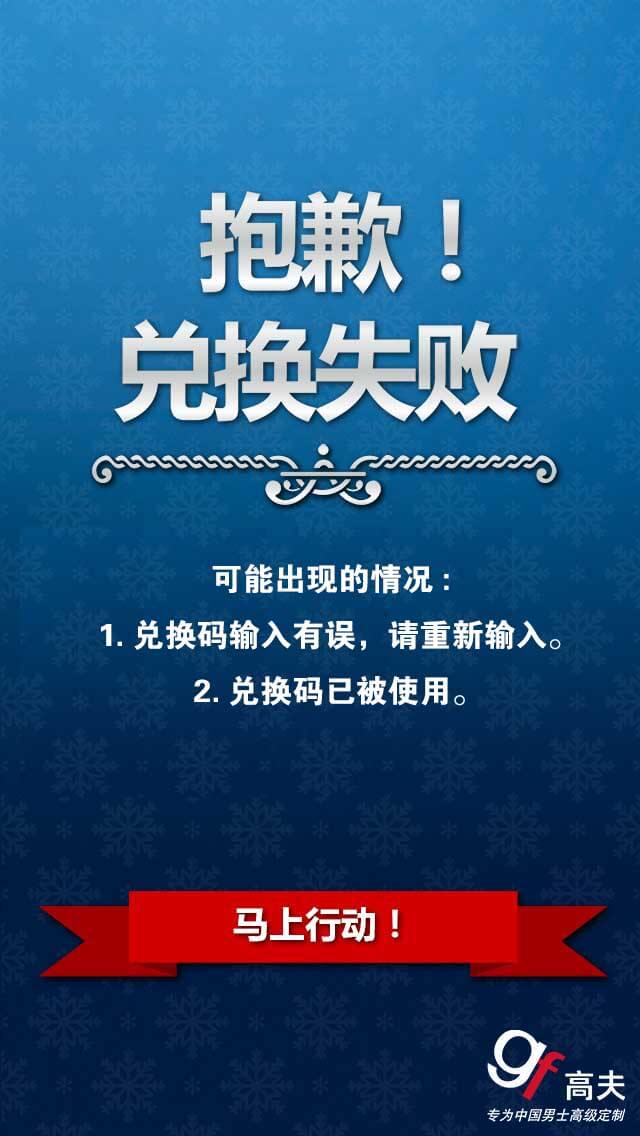 抱歉！
兑换失败
可能出现的情况：
1. 兑换码输入有误，请重新输入。
2. 兑换码已被使用。
马上行动！
gf 高夫
专为中国男士高级定制